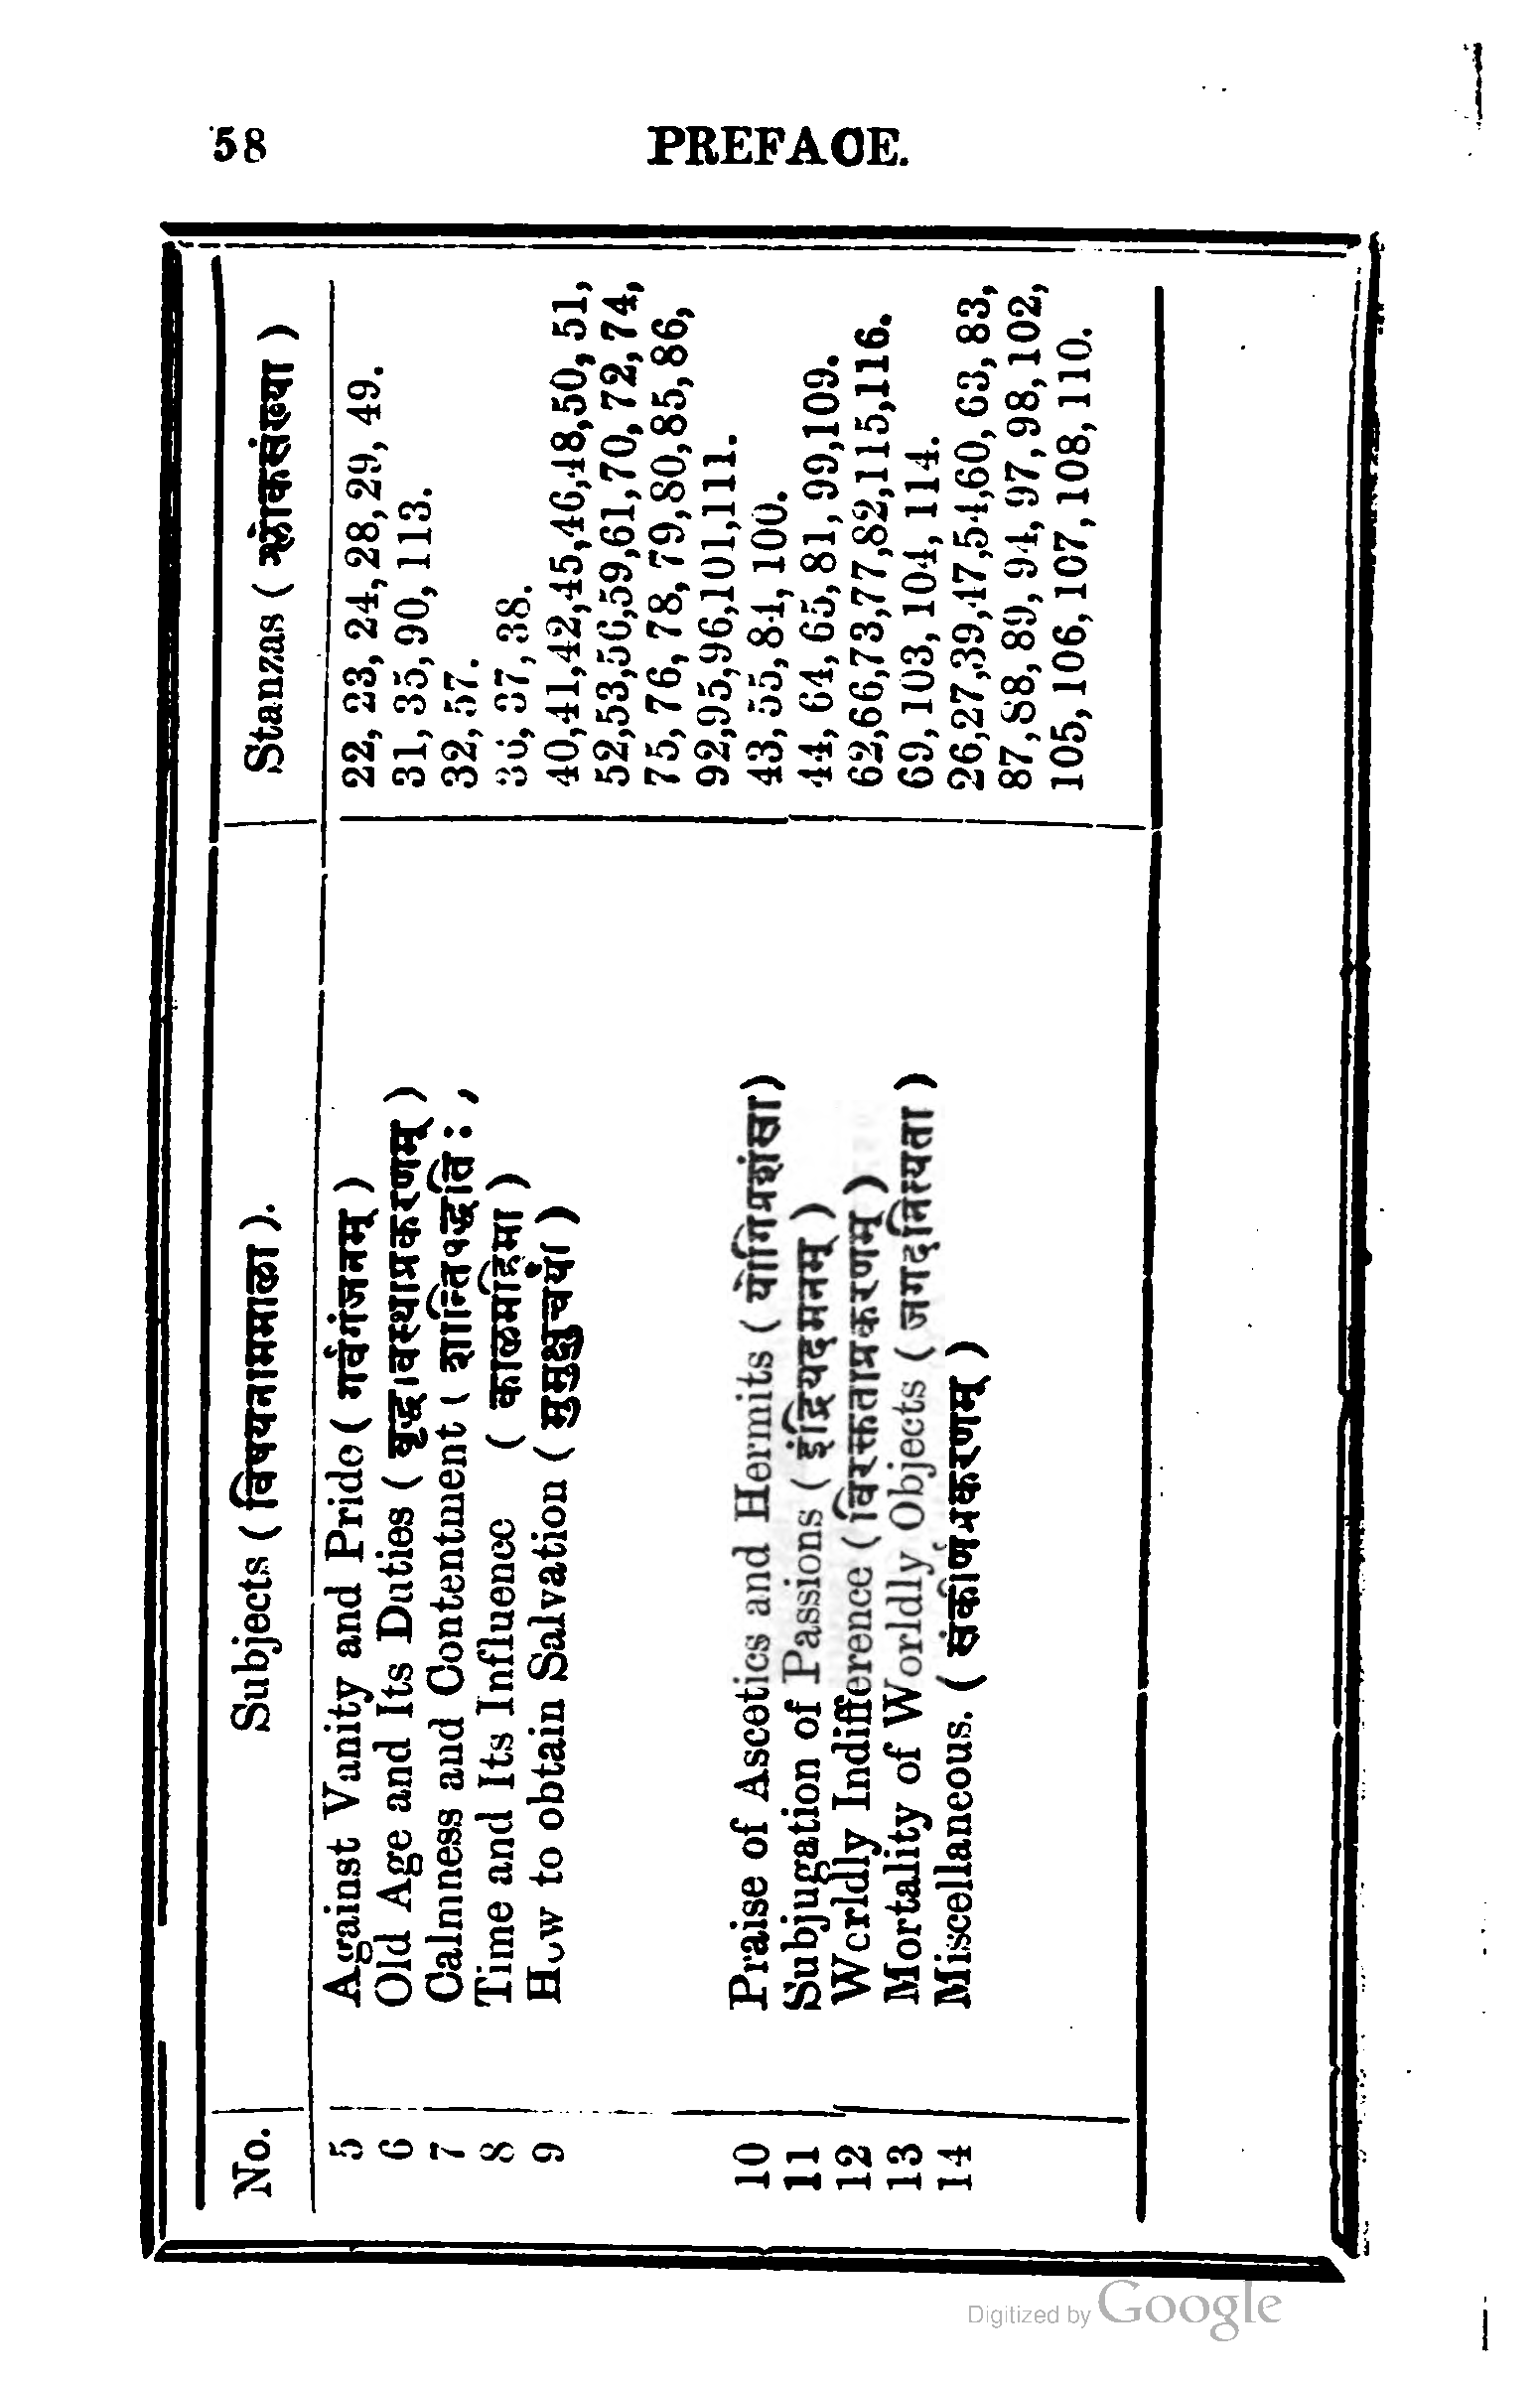 58 PREFACE.
No. Subjects ( विषयनाममाळा ). Stanzas ( श्लोकसंख्या )
5 Against Vanity and Pride ( गर्वगंजनम् ) 22, 23, 24, 28, 29, 49.
6 Old Age and Its Duties ( वृद्धावस्थाप्रकरणम् ) 31, 35, 90, 113.
7 Calmness and Contentment ( शान्तिपद्धतिः ) 32, 57.
8 Time and Its Influence ( काळमहिमा ) 36, 37, 38.
9 How to obtain Salvation ( मुमुक्षुचर्या ) 40,41,42,45,46,48,50, 51,
52,53,56,59,61,70, 72, 74,
75, 76, 78, 79, 80, 85, 86,
92,95,96,101,111.
10 Praise of Ascetics and Hermits ( योगिप्रशंसा ) 43, 55, 84, 100.
11 Subjugation of Passions ( इंद्रियदमनम् ) 44, 64, 65, 81, 99,109.
12 Worldly Indifference ( विरक्तताप्रकरणम् ) 62,66,73,77,82,115,116.
13 Mortality of Worldly Objects ( जगदनित्यता ) 69, 103, 104, 114.
14 Miscellaneous. ( संकीर्णप्रकरणम् ) 26,27,39,47,54,60, 63, 83,
87, 88, 89, 94, 97, 98, 102,
105, 106, 107, 108, 110.
Digitized by Google